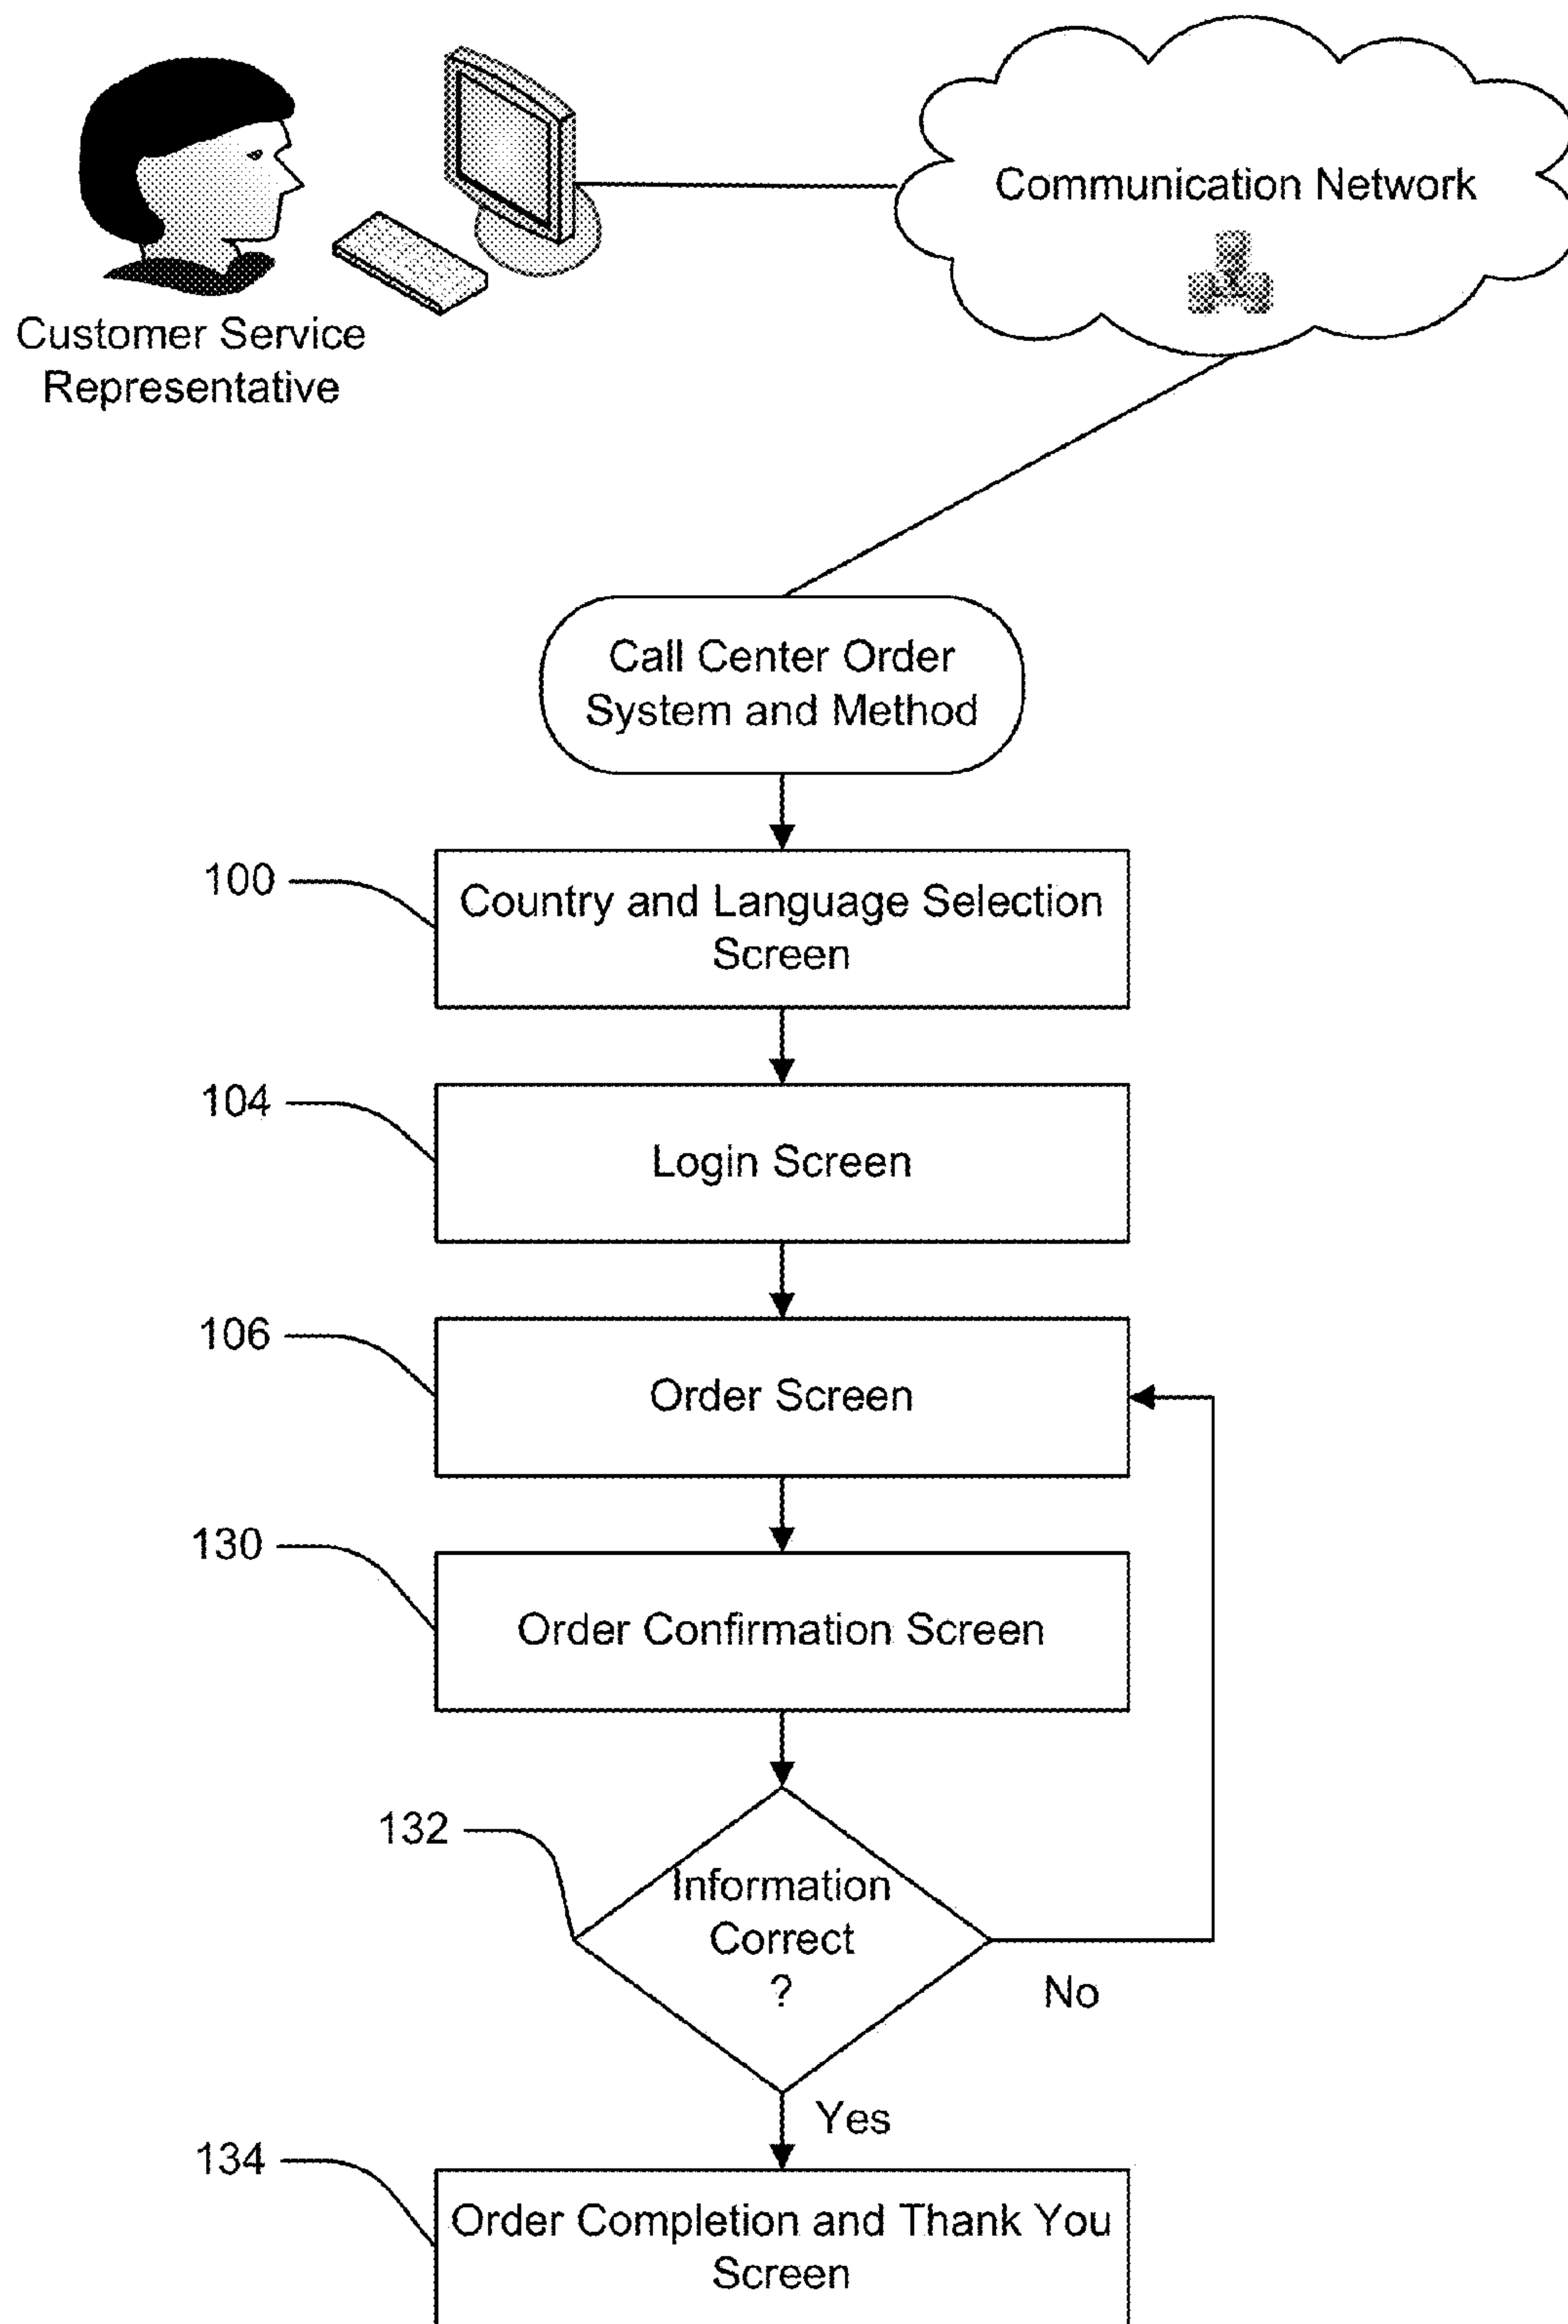 Communication Network
Customer Service
Representative
Call Center Order
System and Method
100
Country and Language Selection
Screen
104
Login Screen
106
Order Screen
130
Order Confirmation Screen
132
Information
Correct
?
No
Yes
134
Order Completion and Thank You
Screen